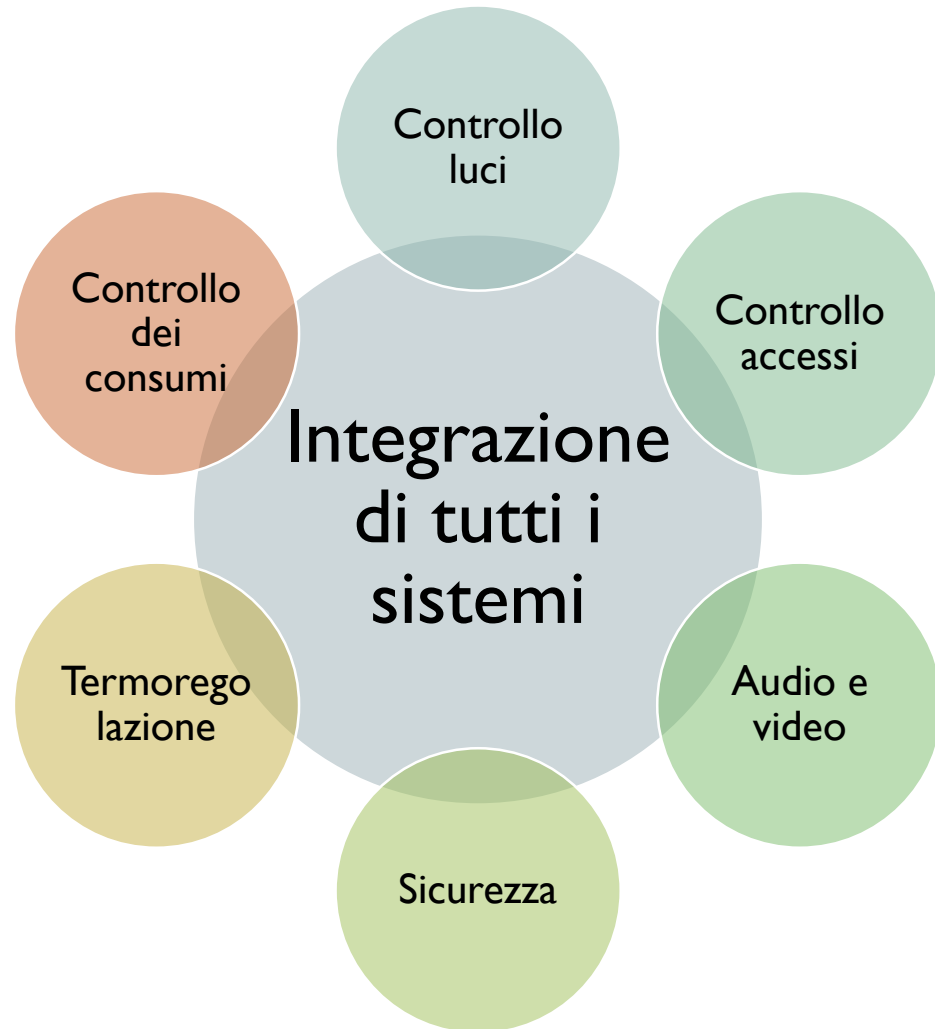 Controllo
luci
Controllo
accessi
Audio e
video
Sicurezza
Termorego
lazione
Controllo
dei
consumi
Integrazione
di tutti i
sistemi